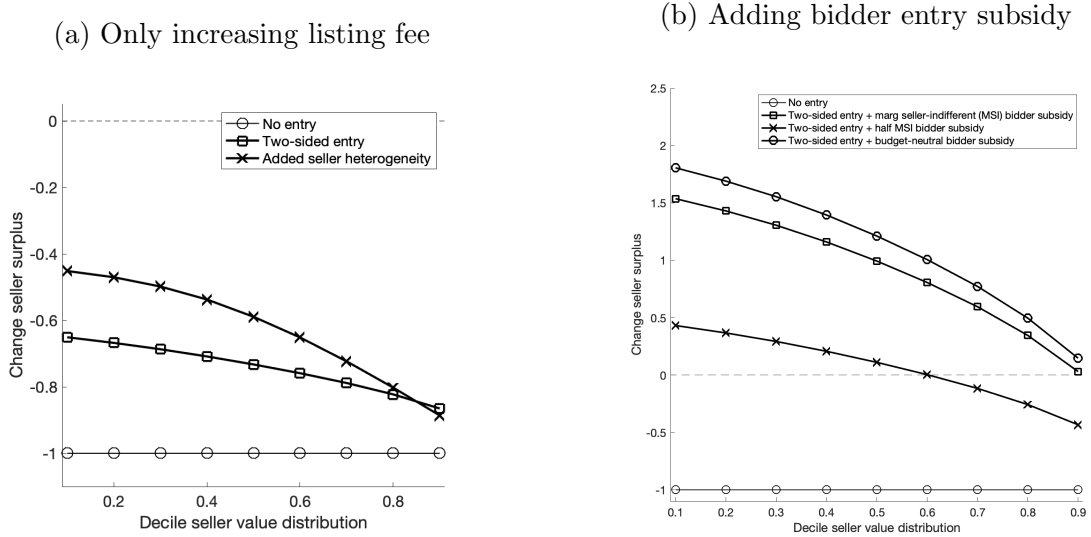 (a) Only increasing listing fee
0
-0.2
-0.4
-0.6
-0.8
-1
Change seller surplus
No entry
Two-sided entry
Added seller heterogeneity
0.2 0.4 0.6 0.8
Decile seller value distribution
(b) Adding bidder entry subsidy
2.5
2
1.5
1
0.5
0
-0.5
-1
Change seller surplus
No entry
Two-sided entry + marg seller-indifferent (MSI) bidder subsidy
Two-sided entry + half MSI bidder subsidy
Two-sided entry + budget-neutral bidder subsidy
0.1 0.2 0.3 0.4 0.5 0.6 0.7 0.8 0.9
Decile seller value distribution